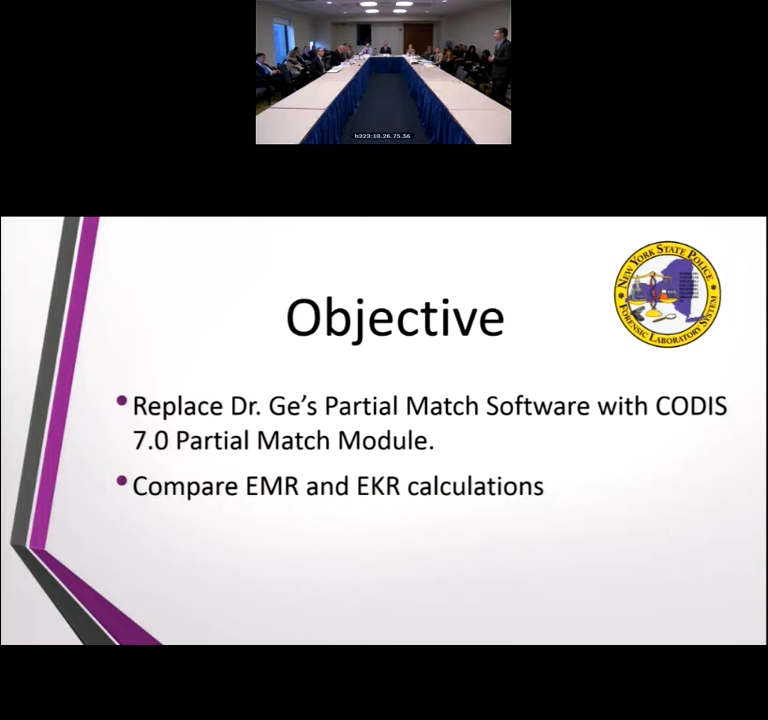 h323:10.26.75.56
Objective
NEW YORK STATE POLICE
FORENSIC LABORATORY SYSTEM
•Replace Dr. Ge’s Partial Match Software with CODIS
7.0 Partial Match Module.
•Compare EMR and EKR calculations